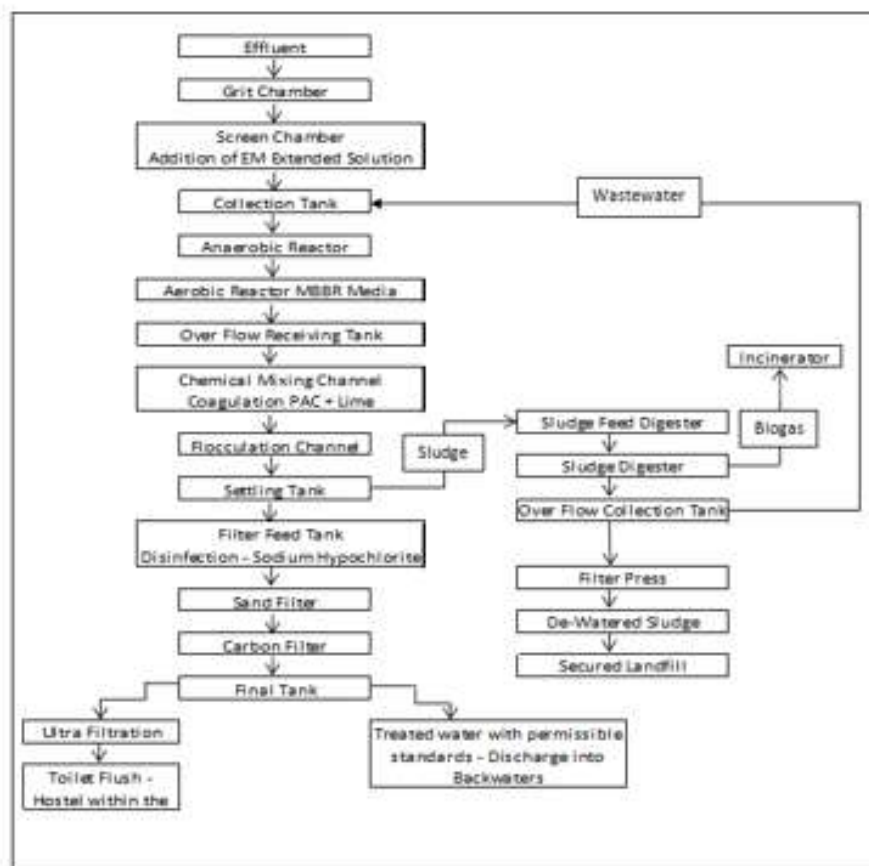 Effluent
Grit Chamber
Screen Chamber
Addition of EM Extended Solution
Collection Tank
Wastewater
Anaerobic Reactor
Aerobic Reactor MBBR Media
Over Flow Receiving Tank
Chemical Mixing Channel
Coagulation PAC + Lime
Flocculation Channel
Settling Tank
Sludge
Sludge Feed Digester
Sludge Digester
Biogas
Incinerator
Over Flow Collection Tank
Filter Press
De-Watered Sludge
Secured Landfill
Filter Feed Tank
Disinfection - Sodium Hypochlorite
Sand Filter
Carbon Filter
Final Tank
Ultra Filtration
Toilet Flush -
Hostel within the
Treated water with permissible
standards - Discharge into
Backwaters